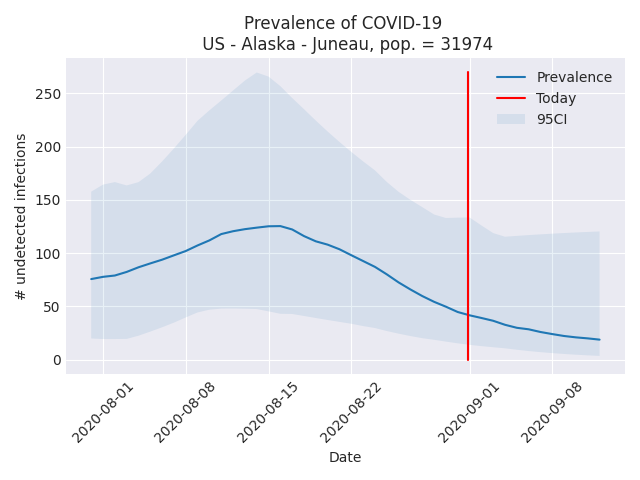 Prevalence of COVID-19
US - Alaska - Juneau, pop. = 31974
Prevalence
Today
95CI
# undetected infections
250
200
150
100
50
0
2020-08-01
2020-08-08
2020-08-15
2020-08-22
2020-09-01
2020-09-08
Date